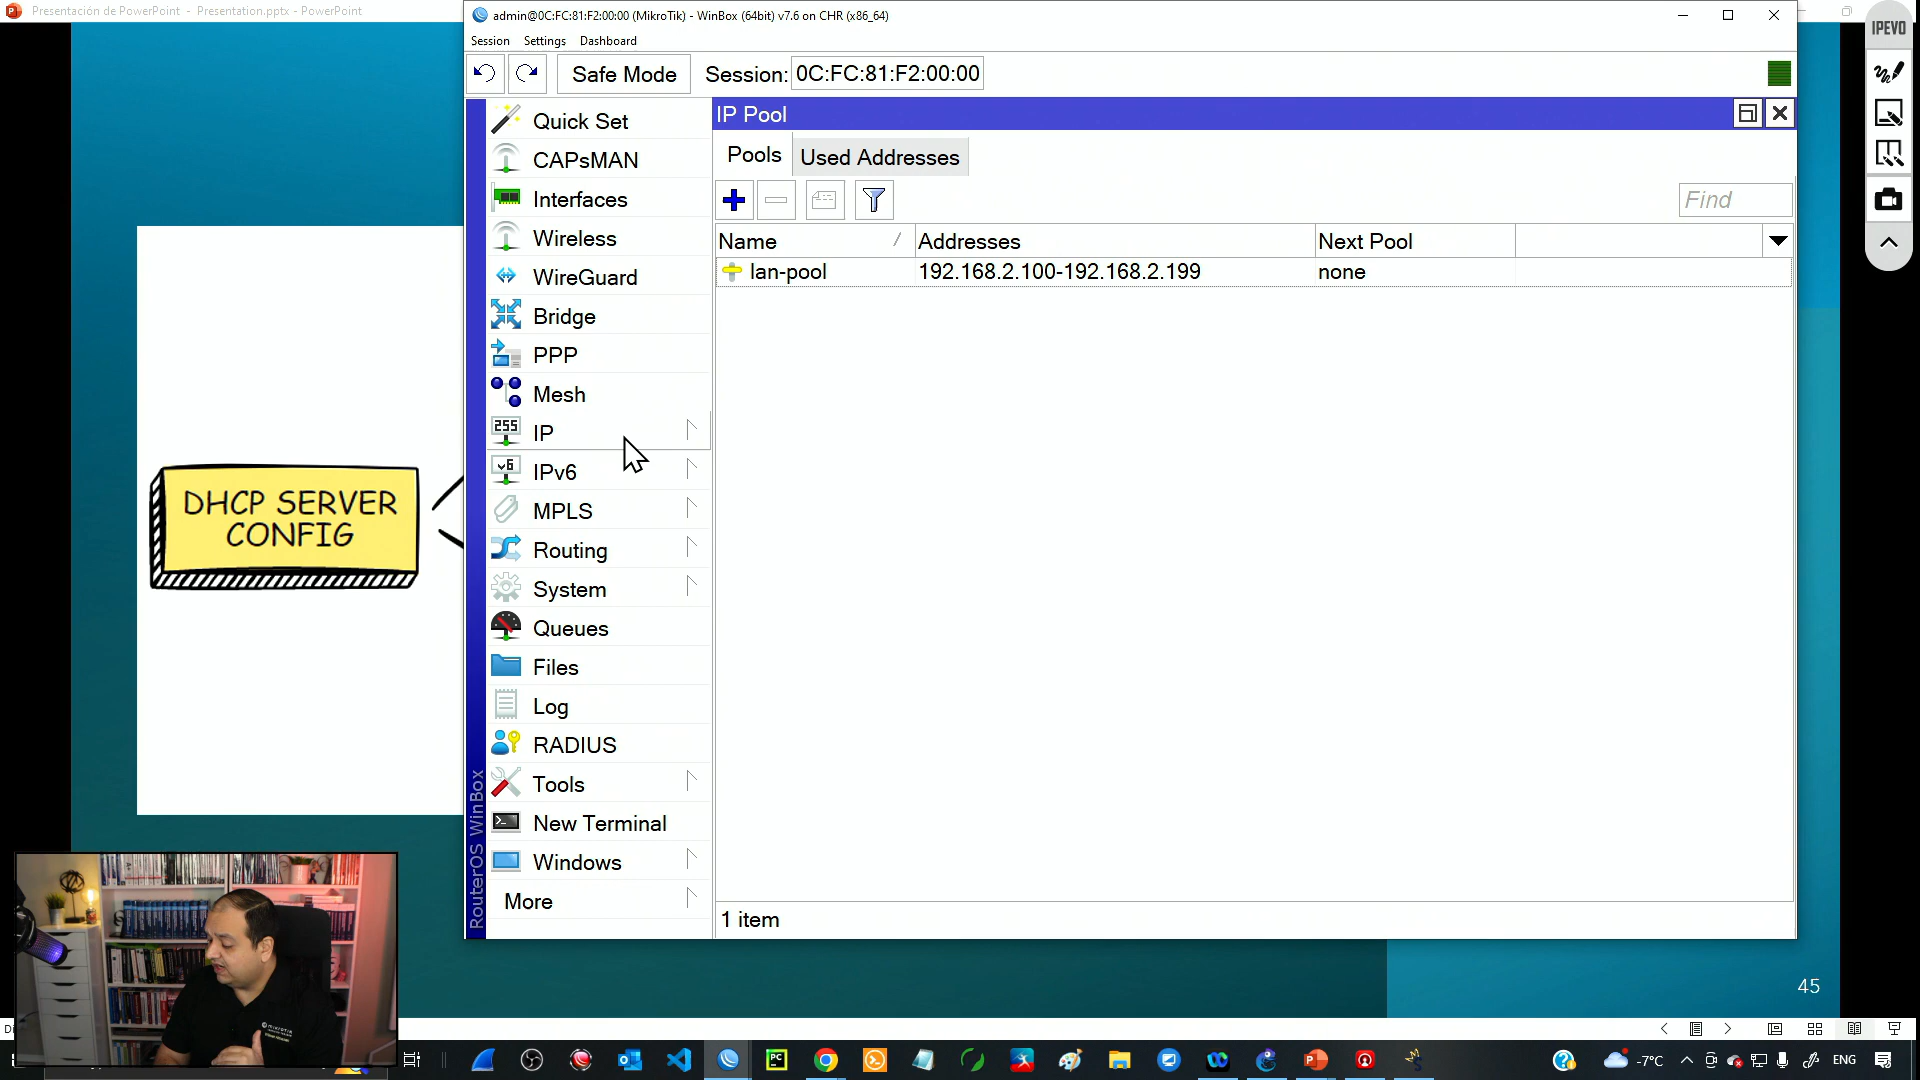 Presentación de PowerPoint - Presentation.pptx - PowerPoint
admin@0C:FC:81:F2:00:00 (MikroTik) - WinBox (64bit) v7.6 on CHR (x86_64)
Session Settings Dashboard
Safe Mode
Session: 0C:FC:81:F2:00:00
IPEVO
Quick Set
CAPsMAN
Interfaces
Wireless
WireGuard
Bridge
PPP
Mesh
255 IP
v6 IPv6
MPLS
Routing
System
Queues
Files
Log
RADIUS
Tools
New Terminal
Windows
More
RouterOS WinBox
IP Pool
Pools Used Addresses
Find
Name Addresses Next Pool
lan-pool 192.168.2.100-192.168.2.199 none
1 item
DHCP SERVER
CONFIG
45
PC
-7°C
ENG